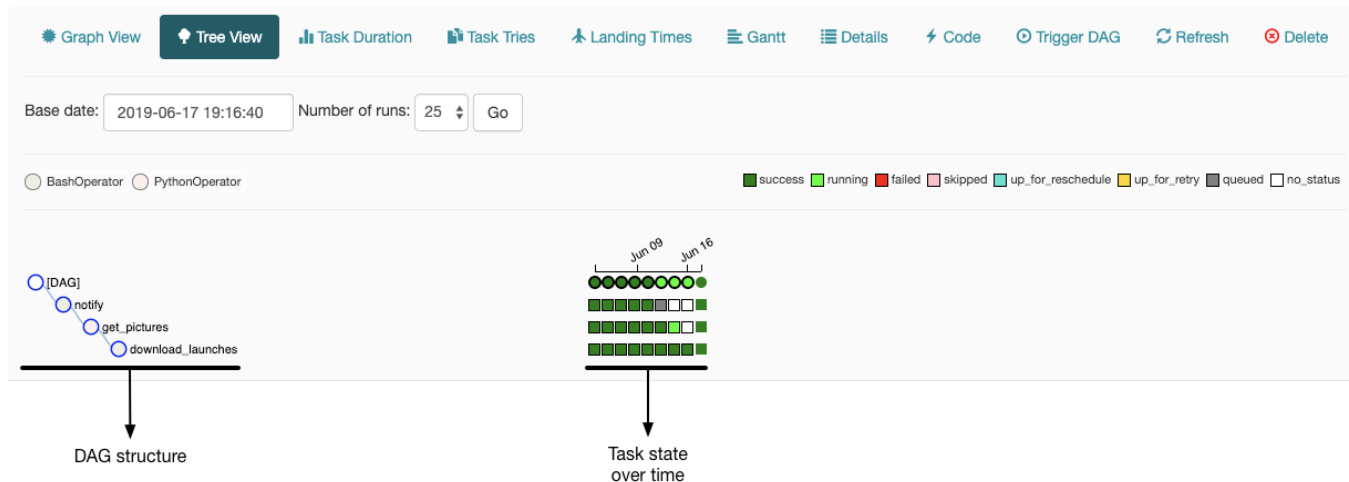 Graph View Tree View Task Duration Task Tries Landing Times Gantt Details Code Trigger DAG Refresh Delete
Base date: 2019-06-17 19:16:40 Number of runs: 25 Go
BashOperator PythonOperator success running failed skipped up_for_reschedule up_for_retry queued no_status
Jun 09 Jun 16
[DAG]
notify
get_pictures
download_launches
DAG structure
Task state
over time